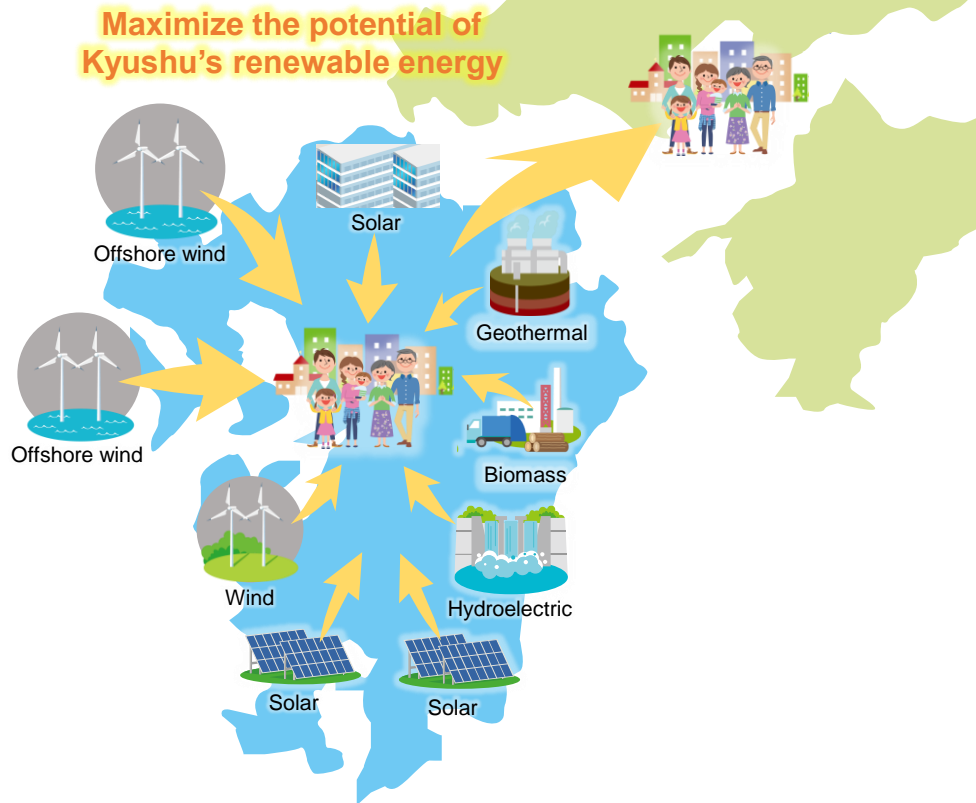 Maximize the potential of
Kyushu's renewable energy
Offshore wind
Solar
Geothermal
Offshore wind
Biomass
Wind
Hydroelectric
Solar
Solar